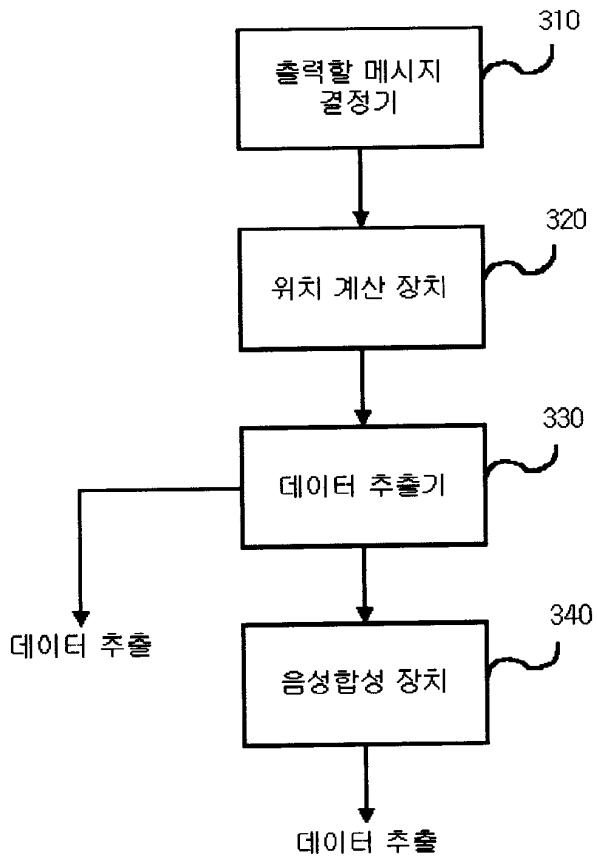 310
출력할 메시지
결정기
320
위치 계산 장치
330
데이터 추출기
데이터 추출
340
음성합성 장치
데이터 추출